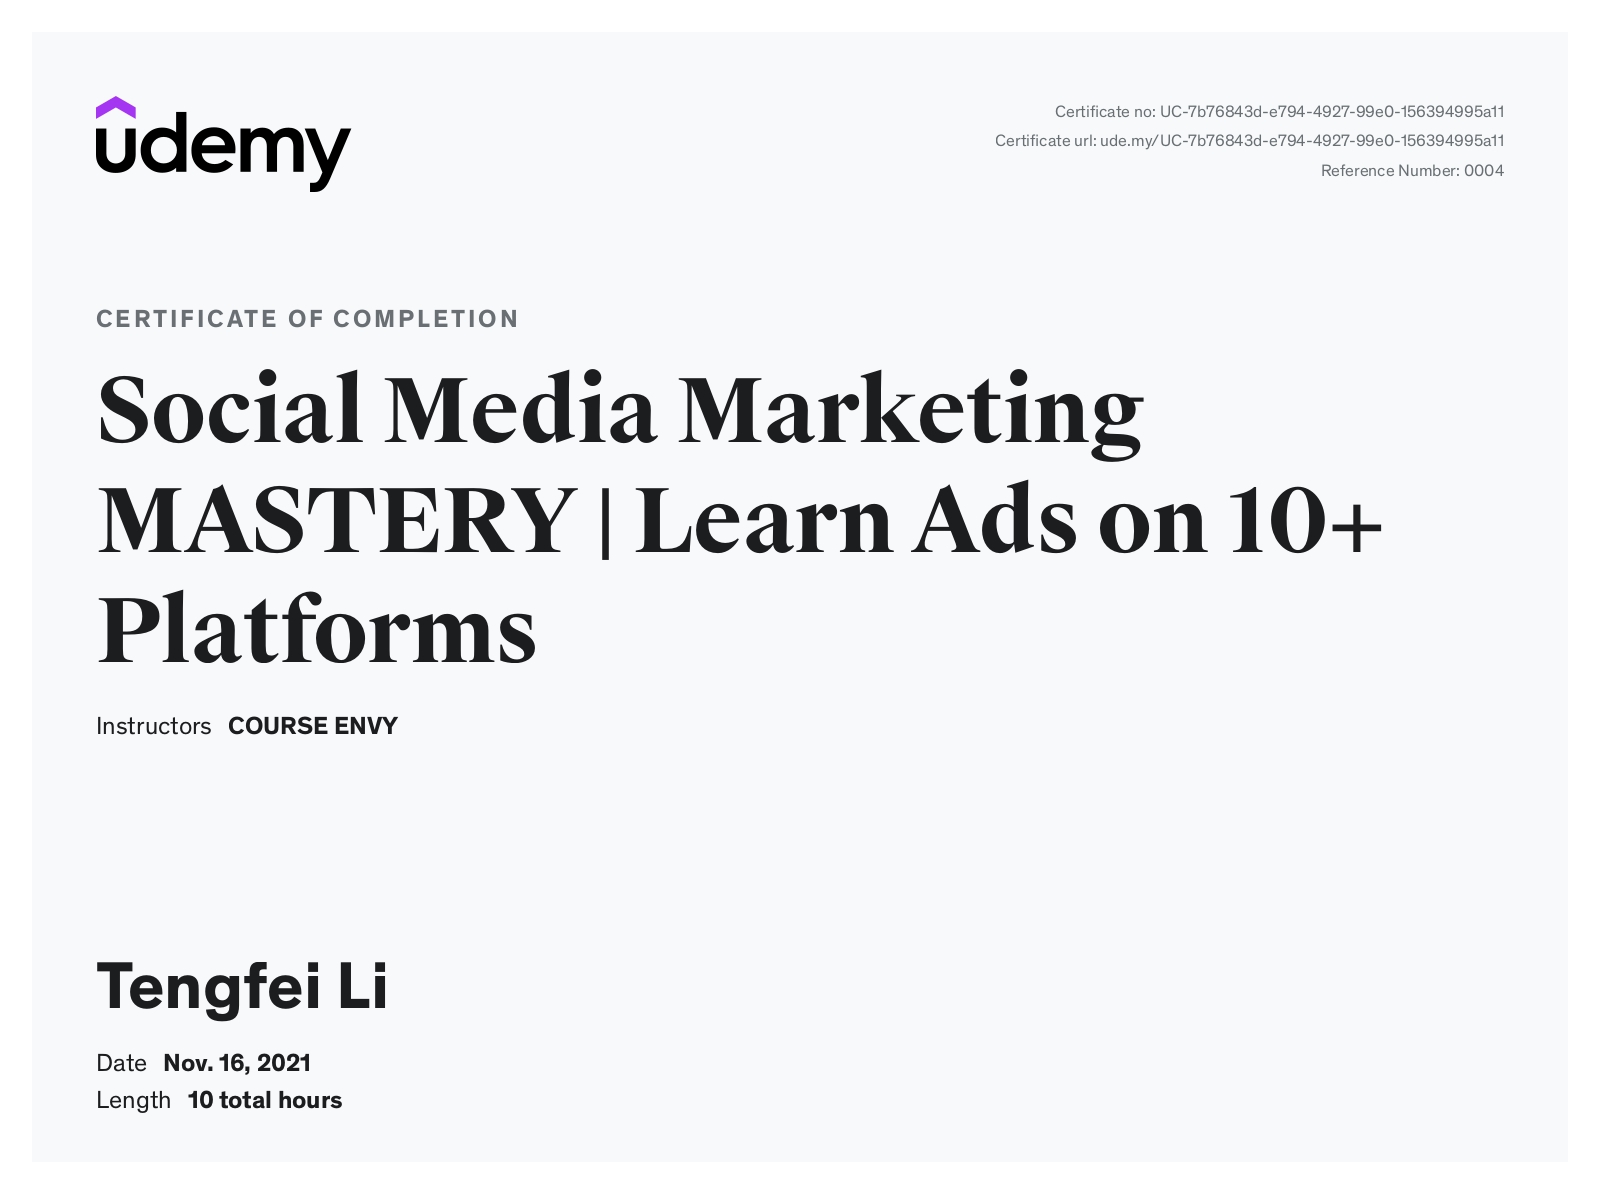 udemy
Certificate no: UC-7b76843d-e794-4927-99e0-156394995a11
Certificate url: ude.my/UC-7b76843d-e794-4927-99e0-156394995a11
Reference Number: 0004
CERTIFICATE OF COMPLETION
Social Media Marketing
MASTERY | Learn Ads on 10+
Platforms
Instructors COURSE ENVY
Tengfei Li
Date Nov. 16, 2021
Length 10 total hours